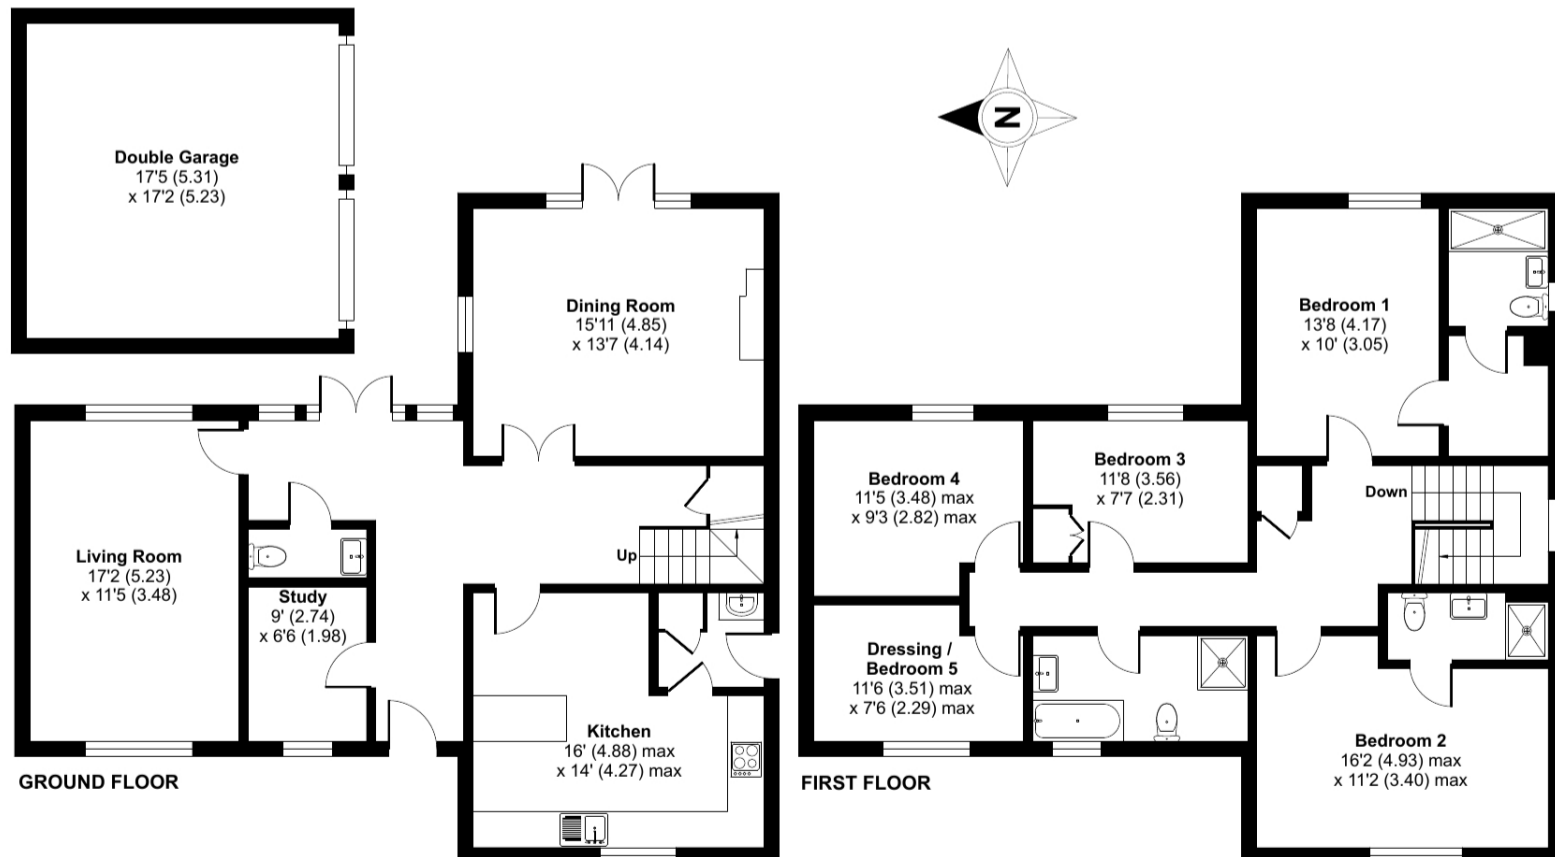 Double Garage
17'5 (5.31)
x 17'2 (5.23)
N
Dining Room
15'11 (4.85)
x 13'7 (4.14)
Living Room
17'2 (5.23)
x 11'5 (3.48)
Study
9' (2.74)
x 6'6 (1.98)
Up
Kitchen
16' (4.88) max
x 14' (4.27) max
GROUND FLOOR
Bedroom 1
13'8 (4.17)
x 10' (3.05)
Bedroom 4
11'5 (3.48) max
x 9'3 (2.82) max
Bedroom 3
11'8 (3.56)
x 7'7 (2.31)
Down
Dressing /
Bedroom 5
11'6 (3.51) max
x 7'6 (2.29) max
Bedroom 2
16'2 (4.93) max
x 11'2 (3.40) max
FIRST FLOOR